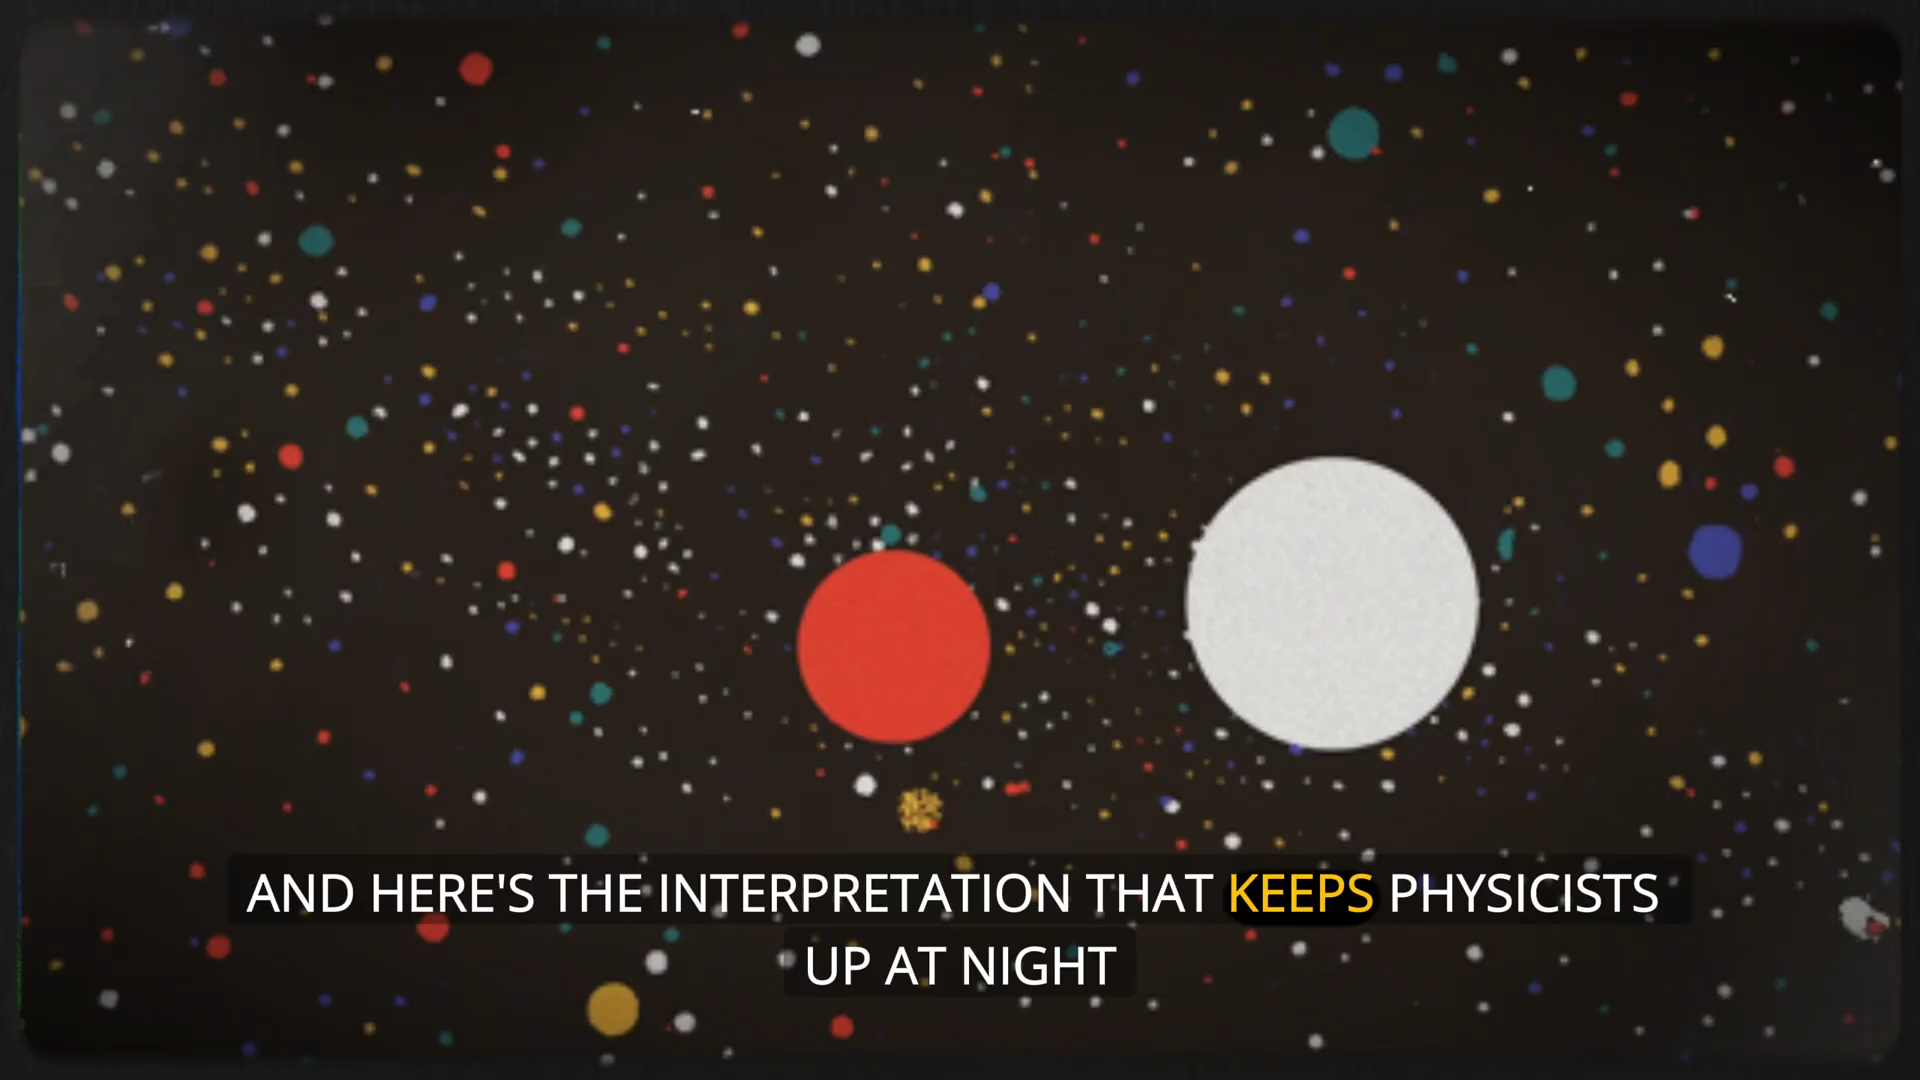 AND HERE'S THE INTERPRETATION THAT KEEPS PHYSICISTS
UP AT NIGHT